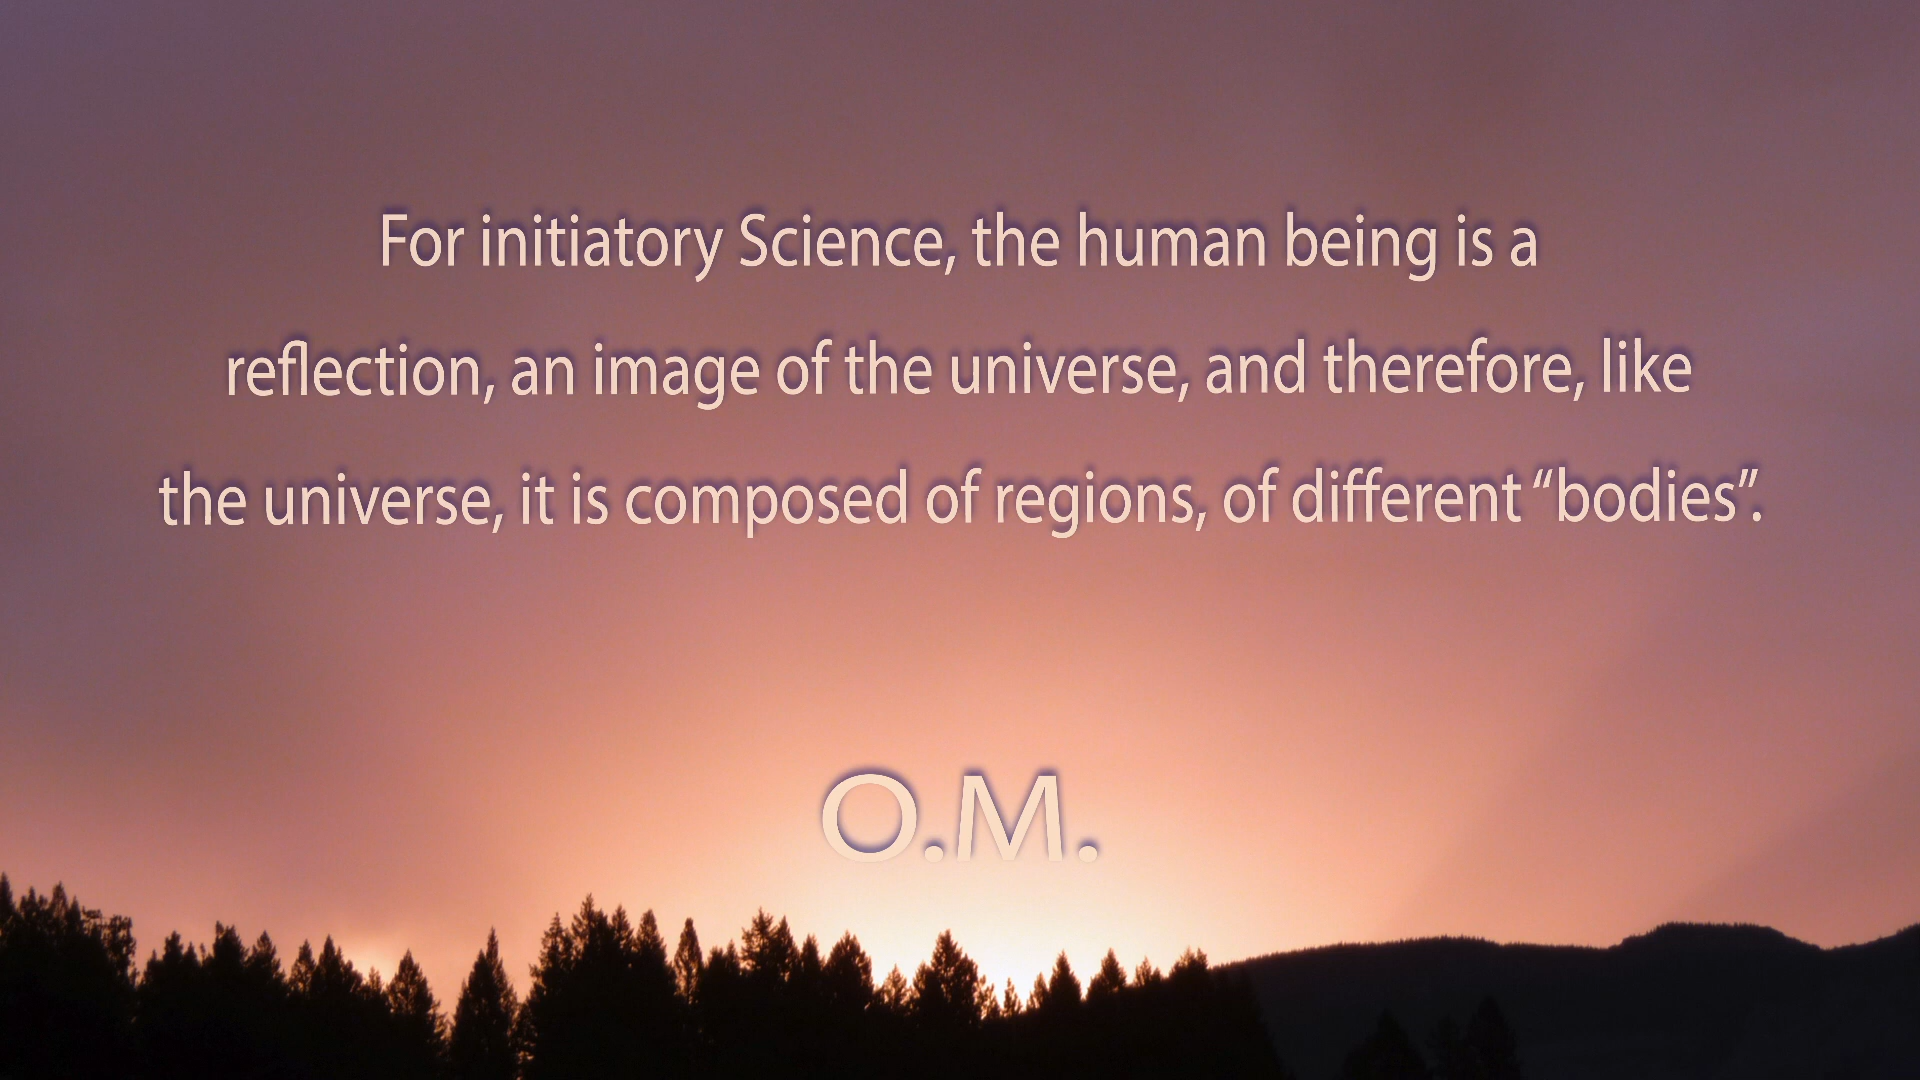 For initiatory Science, the human being is a
reflection, an image of the universe, and therefore, like
the universe, it is composed of regions, of different “bodies”.
O.M.